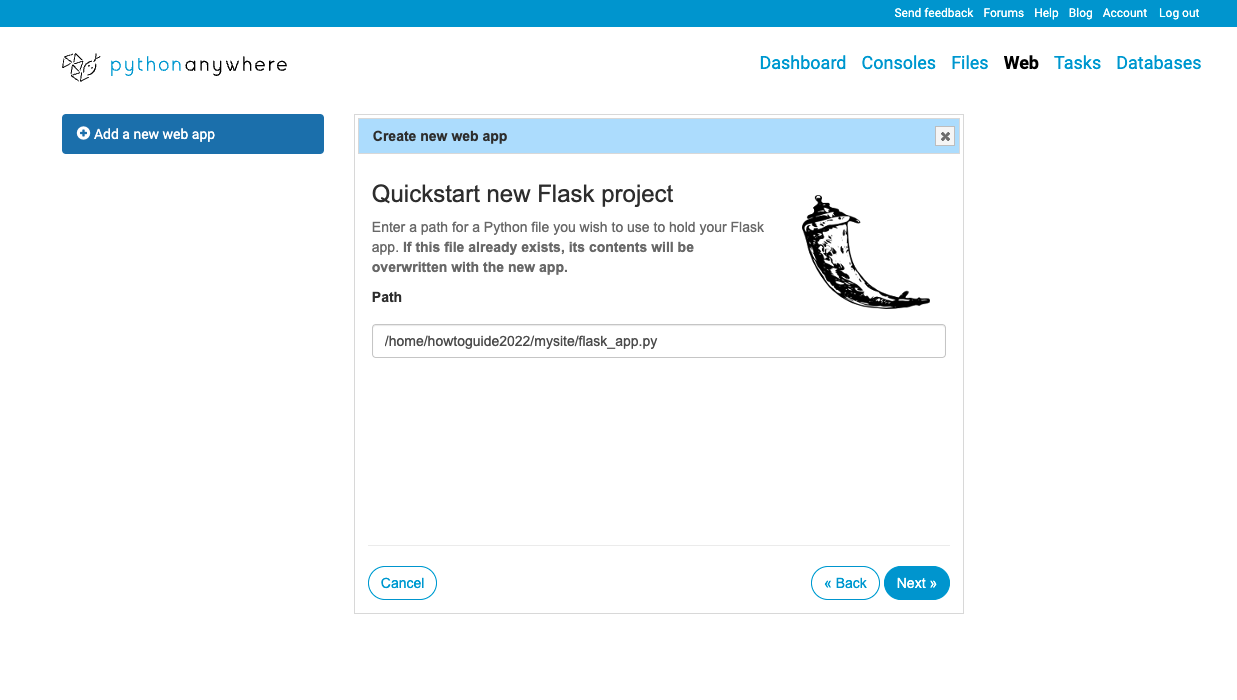 Send feedback Forums Help Blog Account Log out
pythonanywhere
Dashboard Consoles Files Web Tasks Databases
Add a new web app
Create new web app
Quickstart new Flask project
Enter a path for a Python file you wish to use to hold your Flask
app. If this file already exists, its contents will be
overwritten with the new app.
Path
/home/howtoguide2022/mysite/flask_app.py
Cancel
« Back
Next »